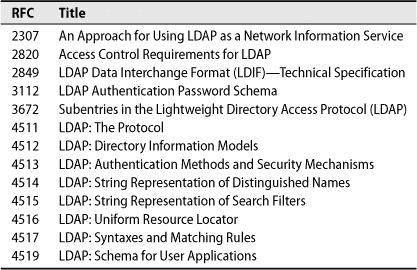 RFC Title
2307 An Approach for Using LDAP as a Network Information Service
2820 Access Control Requirements for LDAP
2849 LDAP Data Interchange Format (LDIF)—Technical Specification
3112 LDAP Authentication Password Schema
3672 Subentries in the Lightweight Directory Access Protocol (LDAP)
4511 LDAP: The Protocol
4512 LDAP: Directory Information Models
4513 LDAP: Authentication Methods and Security Mechanisms
4514 LDAP: String Representation of Distinguished Names
4515 LDAP: String Representation of Search Filters
4516 LDAP: Uniform Resource Locator
4517 LDAP: Syntaxes and Matching Rules
4519 LDAP: Schema for User Applications